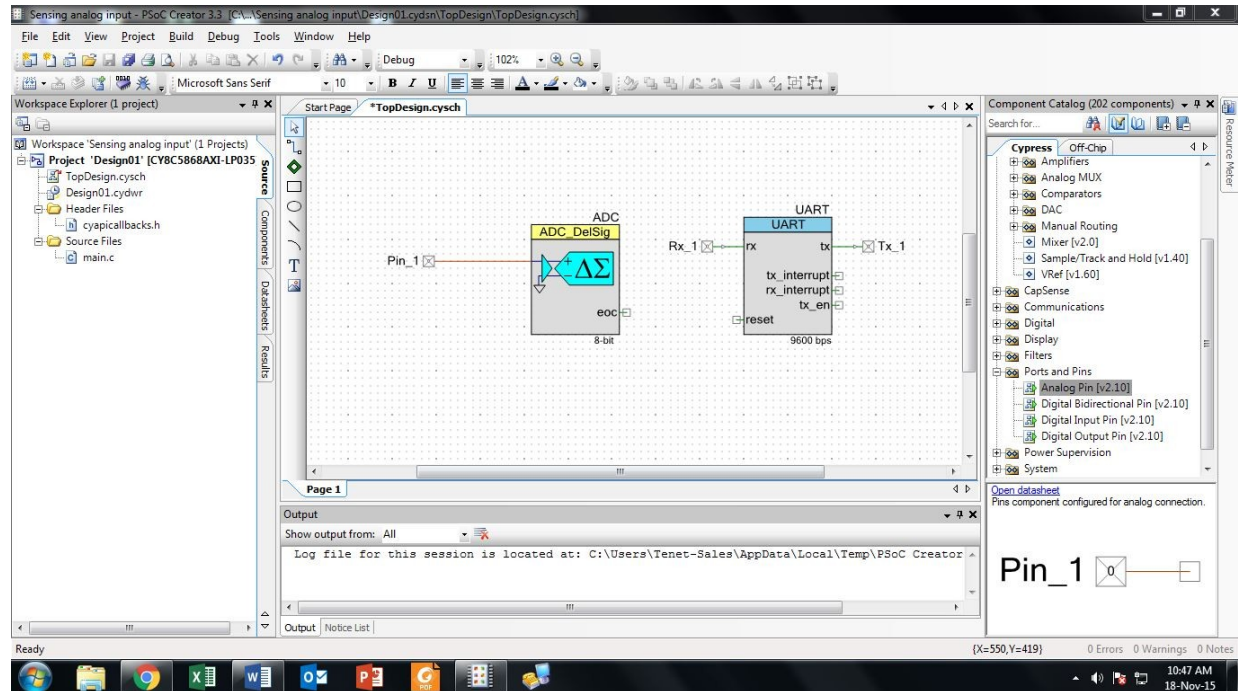 Sensing analog input - PSoC Creator 3.3 [C:\...\Sensing analog input\Design01.cydsn\TopDesign\TopDesign.cysch]
File Edit View Project Build Debug Tools Window Help
Debug 102%
Microsoft Sans Serif 10 B I U A
Workspace Explorer (1 project)
Workspace 'Sensing analog input' (1 Projects)
Project 'Design01' [CY8C5868AXI-LP035
TopDesign.cysch
Design01.cydwr
Header Files
h cyapicallbacks.h
Source Files
c main.c
Source
Components
Datasheets
Results
Start Page *TopDesign.cysch
T
ADC
ADC_DelSig
Pin_1
ΔΣ
eoc
8-bit
UART
UART
Rx_1 rx tx Tx_1
tx_interrupt
rx_interrupt
tx_en
reset
9600 bps
Page 1
Output
Show output from: All
Log file for this session is located at: C:\Users\Tenet-Sales\AppData\Local\Temp\PSoC Creator
Output Notice List
Component Catalog (202 components)
Search for...
Cypress Off-Chip
Amplifiers
Analog MUX
Comparators
DAC
Manual Routing
Mixer [v2.0]
Sample/Track and Hold [v1.40]
VRef [v1.60]
CapSense
Communications
Digital
Display
Filters
Ports and Pins
Analog Pin [v2.10]
Digital Bidirectional Pin [v2.10]
Digital Input Pin [v2.10]
Digital Output Pin [v2.10]
Power Supervision
System
Open datasheet
Pins component configured for analog connection.
Pin_1 0
Resource Meter
Ready {X=550,Y=419} 0 Errors 0 Warnings 0 Notes
10:47 AM
18-Nov-15